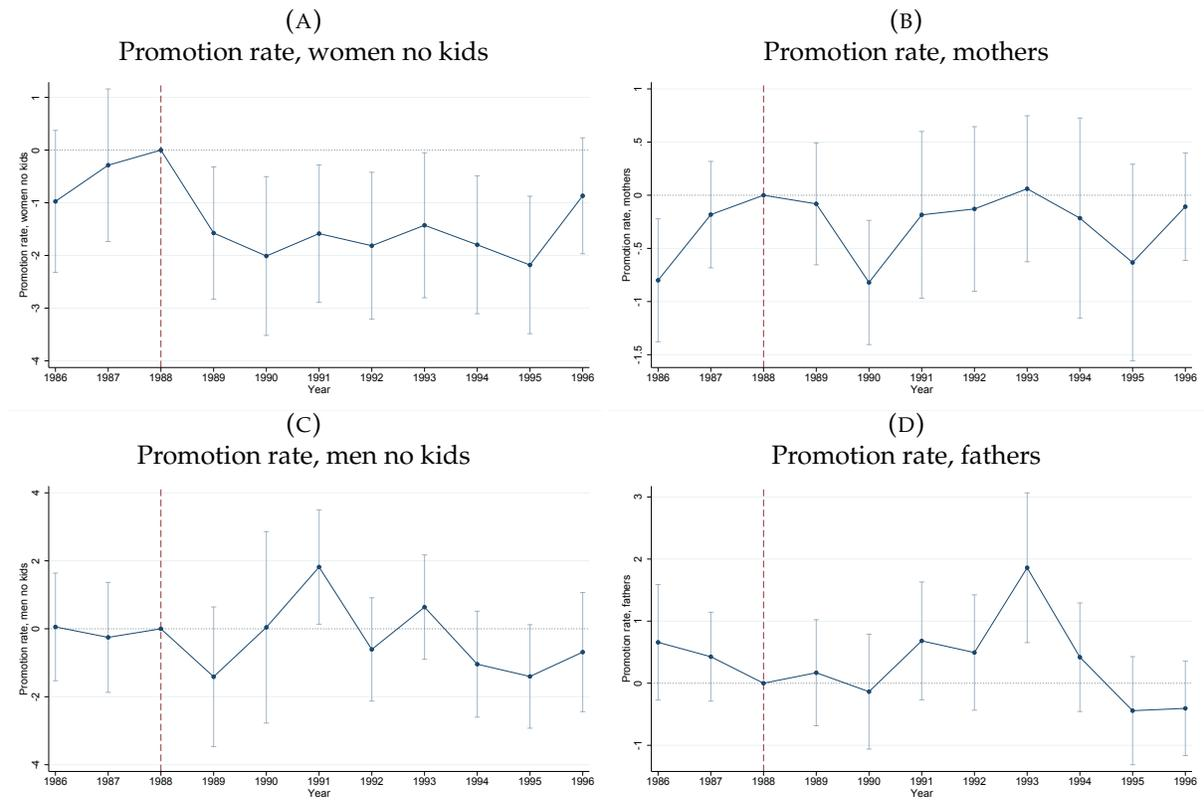 (A)
Promotion rate, women no kids
Promotion rate, women no kids
1
0
-1
-2
-3
-4
1986 1987 1988 1989 1990 1991 1992 1993 1994 1995 1996
Year
(B)
Promotion rate, mothers
Promotion rate, mothers
1
.5
0
-.5
-1
-1.5
1986 1987 1988 1989 1990 1991 1992 1993 1994 1995 1996
Year
(C)
Promotion rate, men no kids
Promotion rate, men no kids
4
2
0
-2
-4
1986 1987 1988 1989 1990 1991 1992 1993 1994 1995 1996
Year
(D)
Promotion rate, fathers
Promotion rate, fathers
3
2
1
0
-1
1986 1987 1988 1989 1990 1991 1992 1993 1994 1995 1996
Year